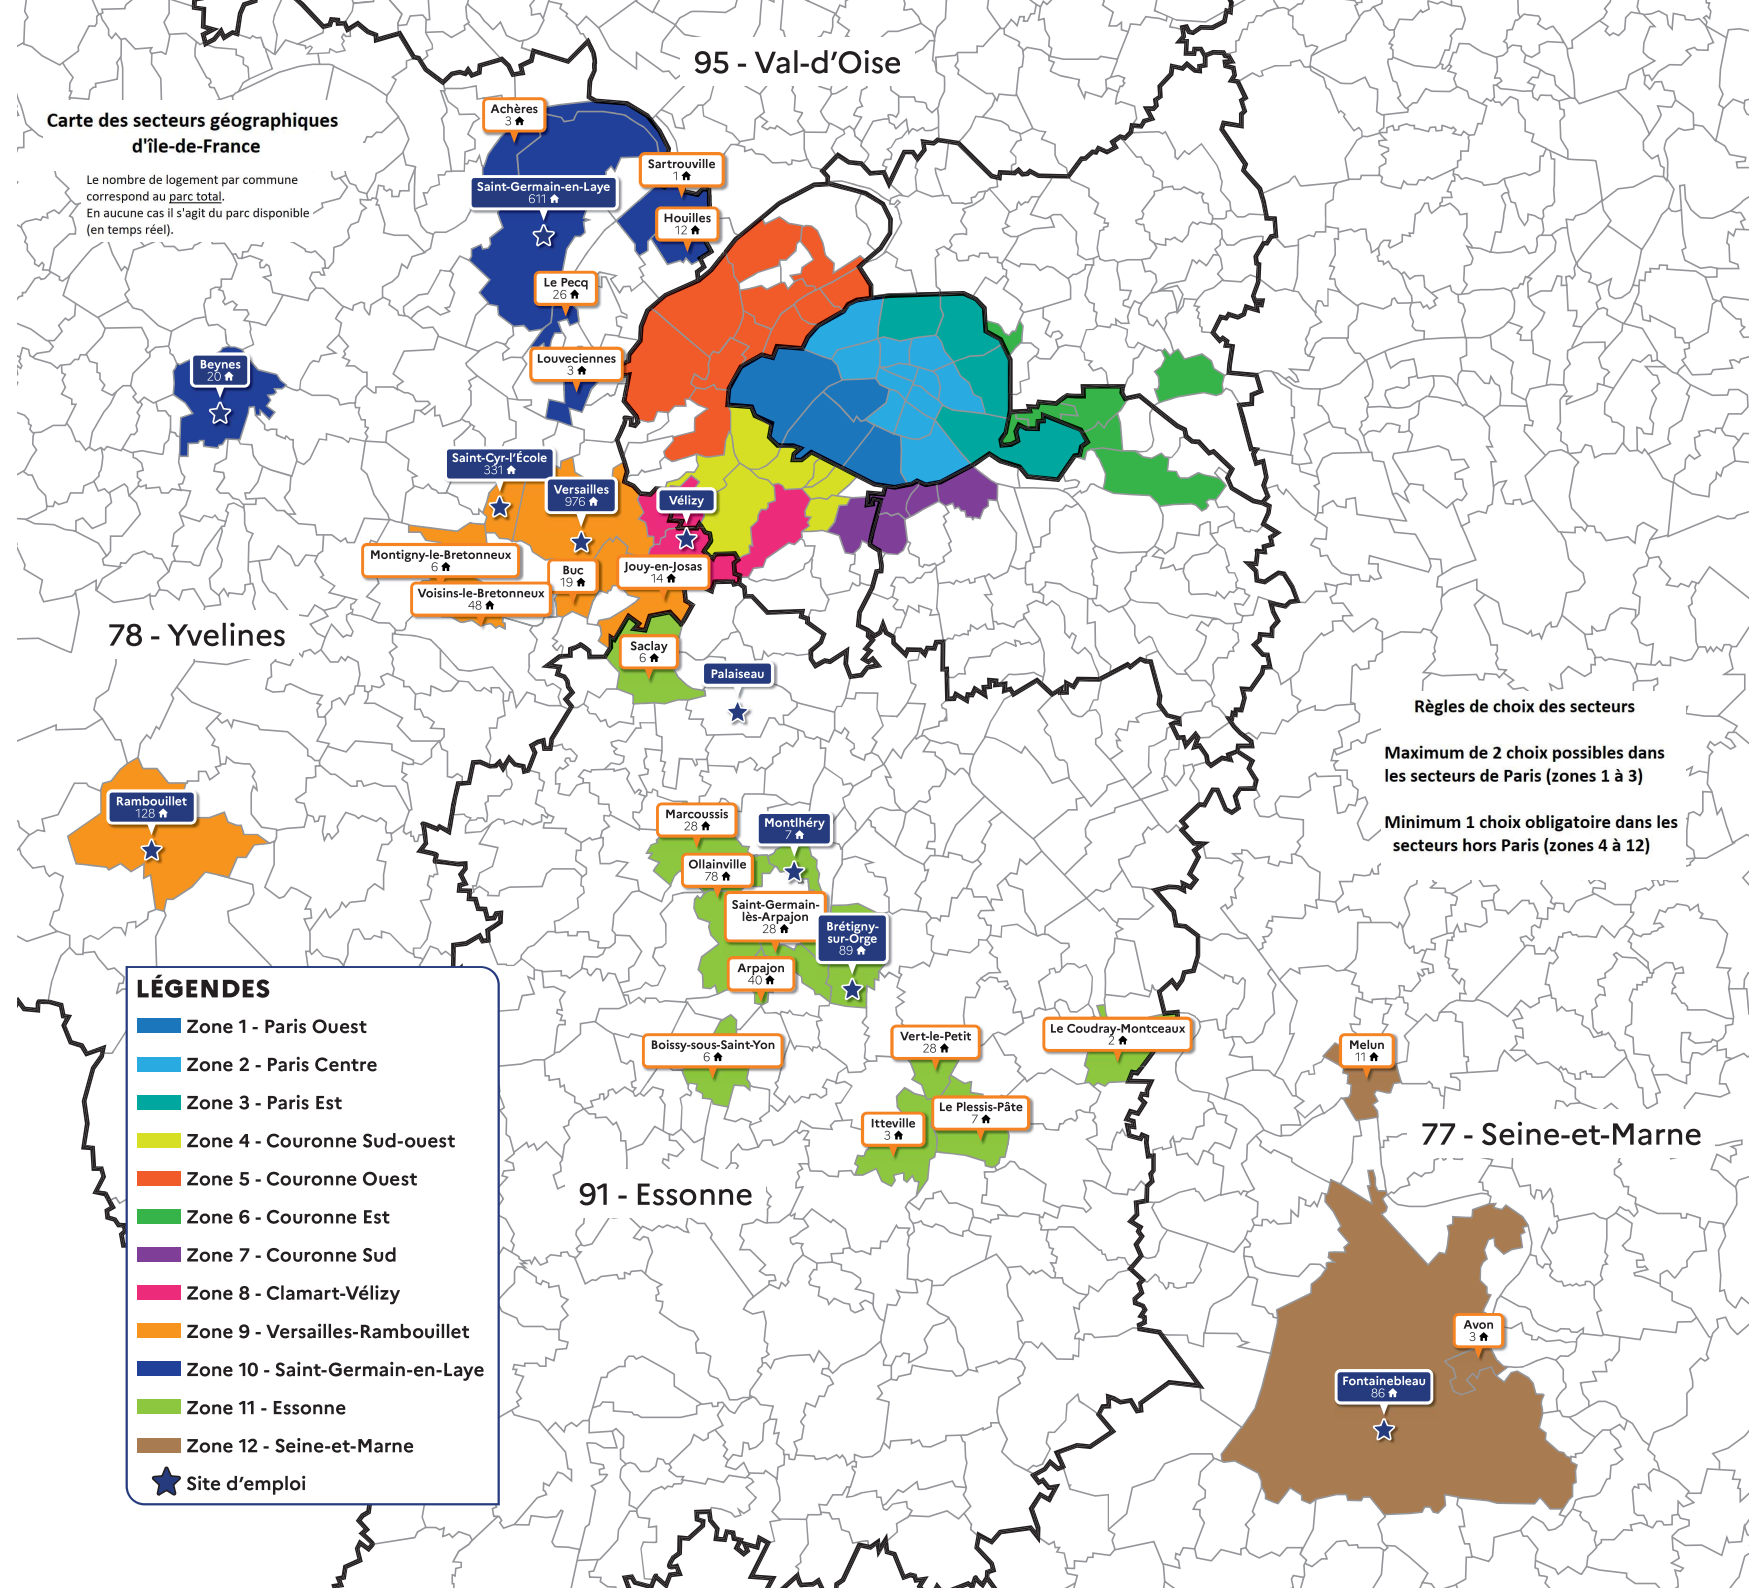 95 - Val-d'Oise
Carte des secteurs géographiques
d'île-de-France
Le nombre de logement par commune
correspond au parc total.
En aucune cas il s'agit du parc disponible
(en temps réel).
Achères
3
Sartrouville
1
Saint-Germain-en-Laye
611
Houilles
12
Le Pecq
26
Louveciennes
3
Beynes
20
Saint-Cyr-l'École
331
Versailles
976
Vélizy
Montigny-le-Bretonneux
6
Buc
19
Jouy-en-Josas
14
Voisins-le-Bretonneux
48
78 - Yvelines
Saclay
6
Palaiseau
Règles de choix des secteurs
Maximum de 2 choix possibles dans
les secteurs de Paris (zones 1 à 3)
Minimum 1 choix obligatoire dans les
secteurs hors Paris (zones 4 à 12)
Rambouillet
128
Marcoussis
28
Montlhéry
7
Ollainville
78
Saint-Germain-
lès-Arpajon
28
Brétigny-
sur-Orge
89
Arpajon
40
Boissy-sous-Saint-Yon
6
Vert-le-Petit
28
Le Coudray-Montceaux
2
Melun
11
Le Plessis-Pâte
7
Itteville
3
77 - Seine-et-Marne
91 - Essonne
Avon
3
Fontainebleau
86
LÉGENDES
Zone 1 - Paris Ouest
Zone 2 - Paris Centre
Zone 3 - Paris Est
Zone 4 - Couronne Sud-ouest
Zone 5 - Couronne Ouest
Zone 6 - Couronne Est
Zone 7 - Couronne Sud
Zone 8 - Clamart-Vélizy
Zone 9 - Versailles-Rambouillet
Zone 10 - Saint-Germain-en-Laye
Zone 11 - Essonne
Zone 12 - Seine-et-Marne
Site d'emploi